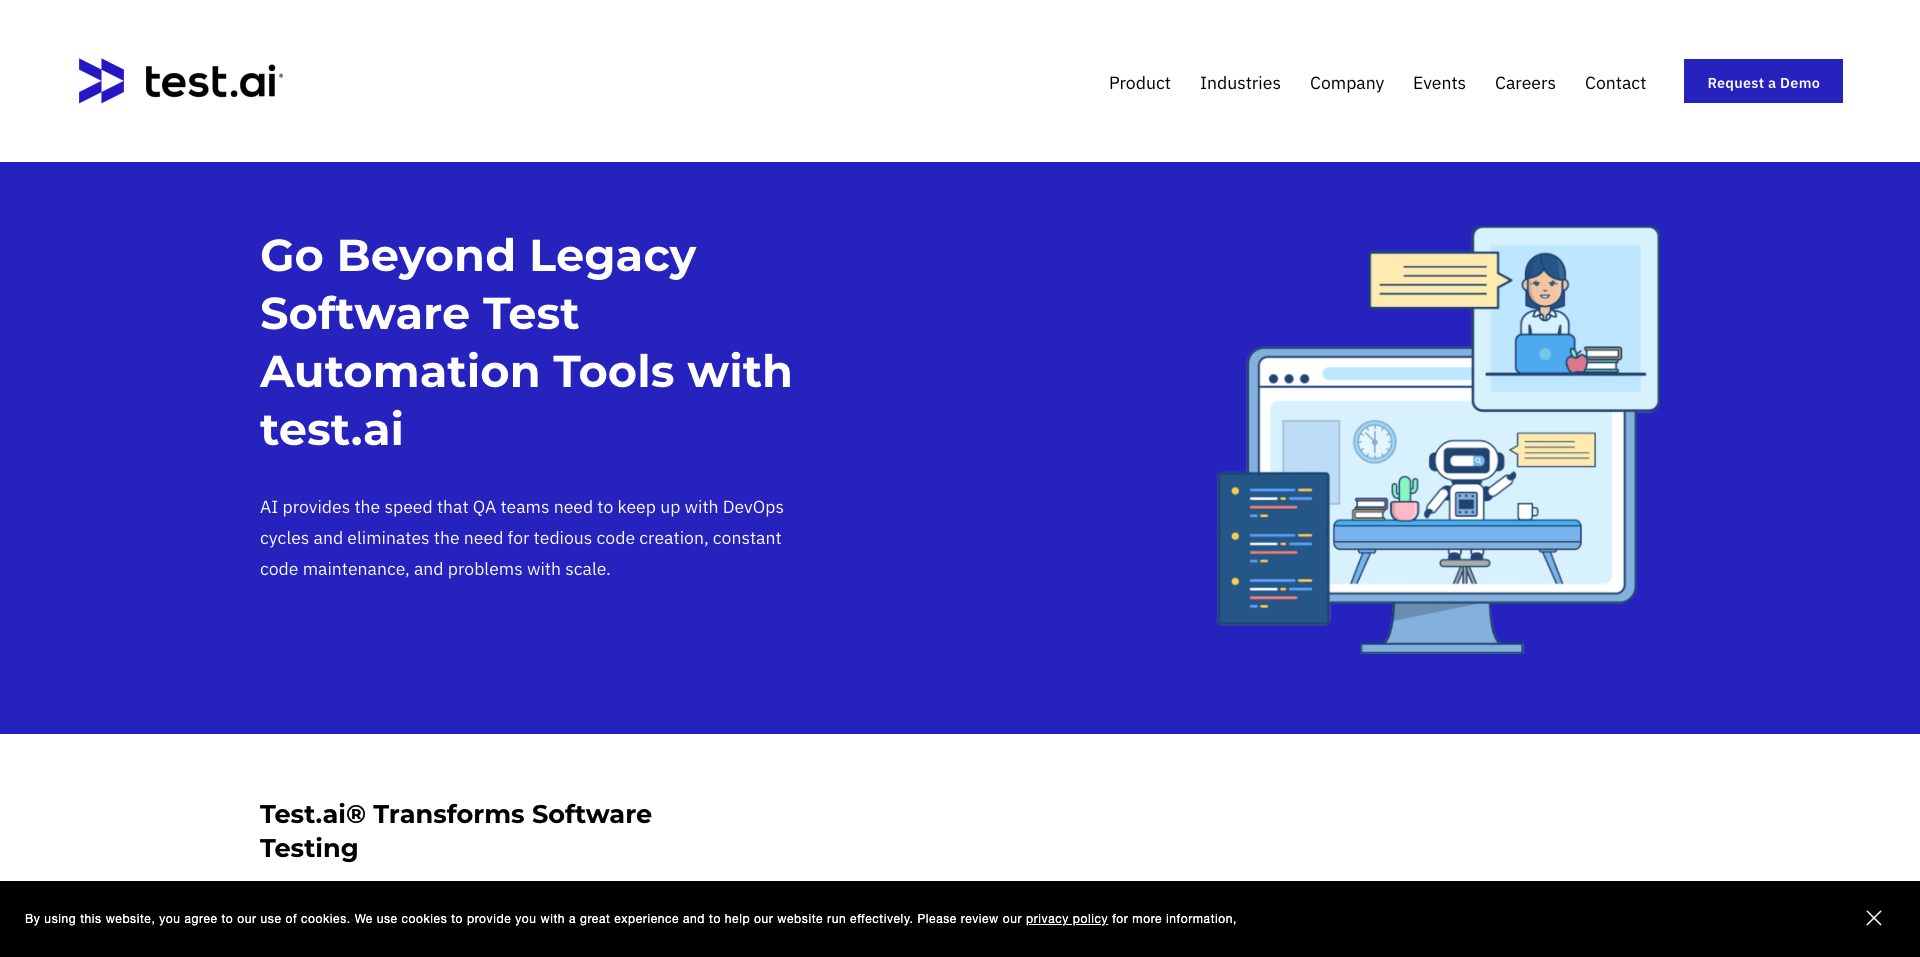 test.ai
Product
Industries
Company
Events
Careers
Contact
Request a Demo
Go Beyond Legacy
Software Test
Automation Tools with
test.ai
AI provides the speed that QA teams need to keep up with DevOps
cycles and eliminates the need for tedious code creation, constant
code maintenance, and problems with scale.
Test.ai® Transforms Software
Testing
By using this website, you agree to our use of cookies. We use cookies to provide you with a great experience and to help our website run effectively. Please review our privacy policy for more information,